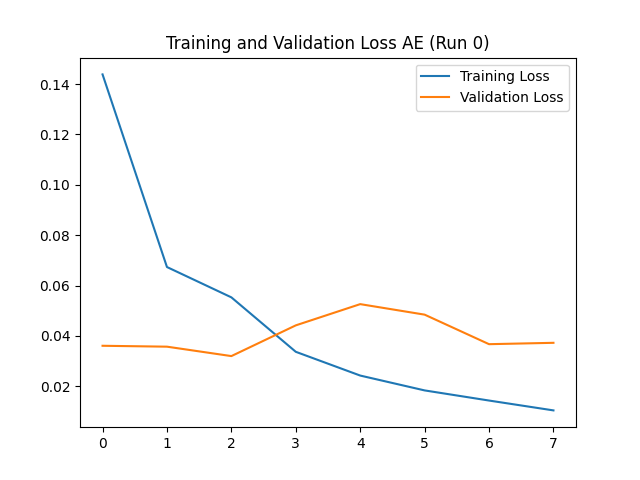 Training and Validation Loss AE (Run 0)
Training Loss
Validation Loss
0.14
0.12
0.10
0.08
0.06
0.04
0.02
0 1 2 3 4 5 6 7